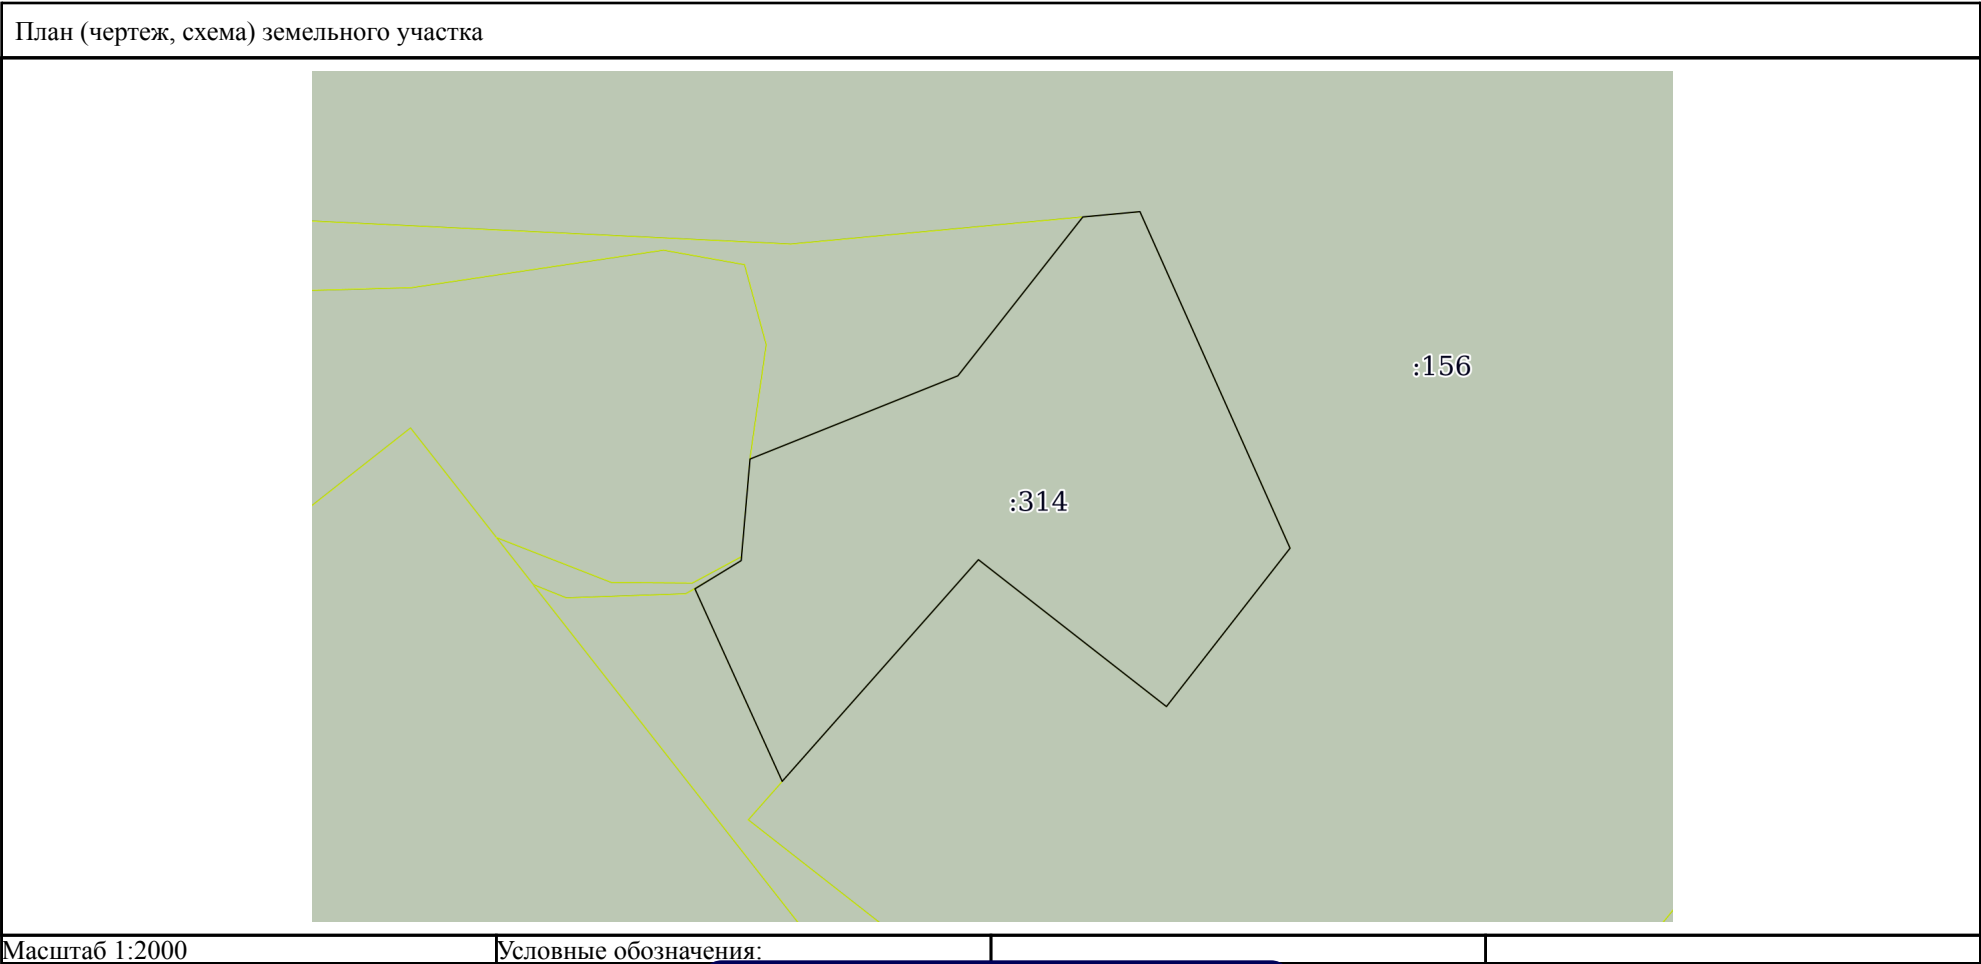 План (чертеж, схема) земельного участка
:156
:314
Масштаб 1:2000
Условные обозначения: